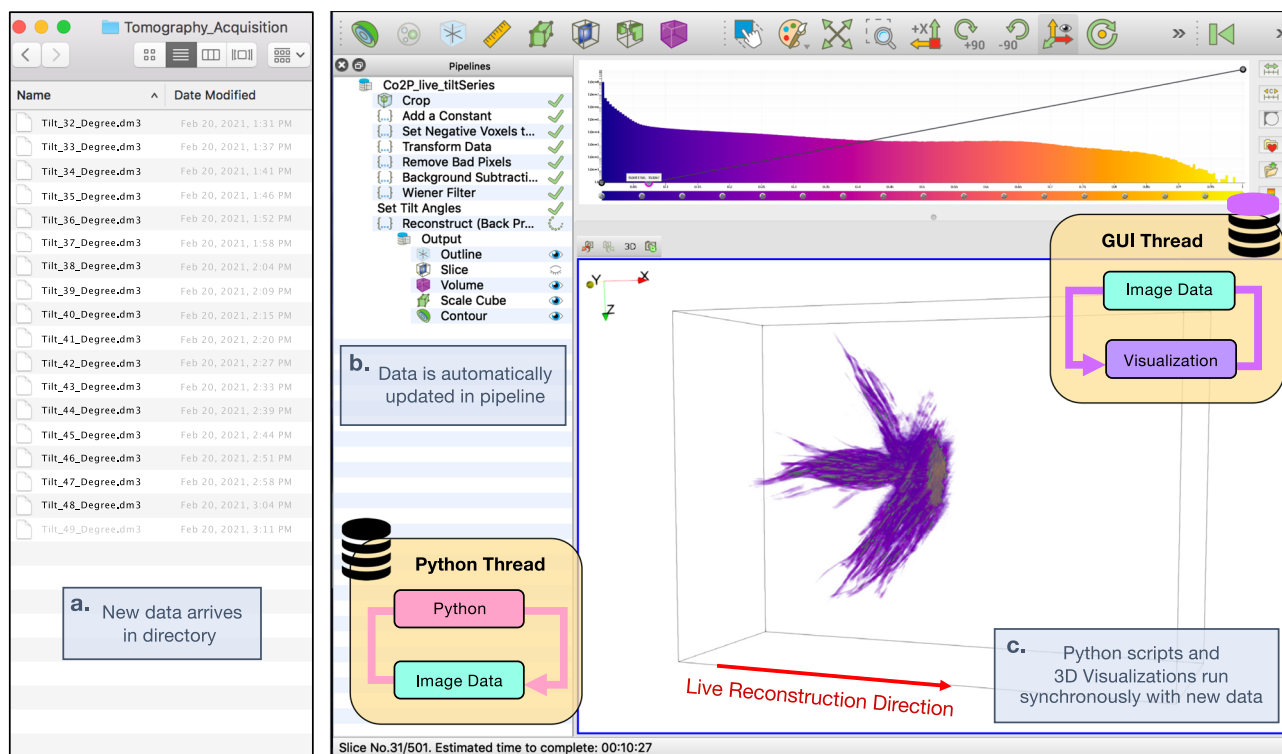 Tomography_Acquisition
Name
Date Modified
Tilt_32_Degree.dm3 Feb 20, 2021, 1:31 PM
Tilt_33_Degree.dm3 Feb 20, 2021, 1:37 PM
Tilt_34_Degree.dm3 Feb 20, 2021, 1:41 PM
Tilt_35_Degree.dm3 Feb 20, 2021, 1:46 PM
Tilt_36_Degree.dm3 Feb 20, 2021, 1:52 PM
Tilt_37_Degree.dm3 Feb 20, 2021, 1:58 PM
Tilt_38_Degree.dm3 Feb 20, 2021, 2:04 PM
Tilt_39_Degree.dm3 Feb 20, 2021, 2:09 PM
Tilt_40_Degree.dm3 Feb 20, 2021, 2:15 PM
Tilt_41_Degree.dm3 Feb 20, 2021, 2:20 PM
Tilt_42_Degree.dm3 Feb 20, 2021, 2:27 PM
Tilt_43_Degree.dm3 Feb 20, 2021, 2:33 PM
Tilt_44_Degree.dm3 Feb 20, 2021, 2:39 PM
Tilt_45_Degree.dm3 Feb 20, 2021, 2:44 PM
Tilt_46_Degree.dm3 Feb 20, 2021, 2:51 PM
Tilt_47_Degree.dm3 Feb 20, 2021, 2:58 PM
Tilt_48_Degree.dm3 Feb 20, 2021, 3:04 PM
Tilt_49_Degree.dm3 Feb 20, 2021, 3:11 PM
a. New data arrives
in directory
+X
+90
-90
»
Pipelines
Co2P_live_tiltSeries
Crop
{...} Add a Constant
{...} Set Negative Voxels t...
{...} Transform Data
{...} Remove Bad Pixels
{...} Background Subtracti...
{...} Wiener Filter
Set Tilt Angles
{...} Reconstruct (Back Pr...
Output
Outline
Slice
Volume
Scale Cube
Contour
b. Data is automatically
updated in pipeline
Python Thread
Python
Image Data
3D
Y X
Z
GUI Thread
Image Data
Visualization
Live Reconstruction Direction
c. Python scripts and
3D Visualizations run
synchronously with new data
Slice No.31/501. Estimated time to complete: 00:10:27